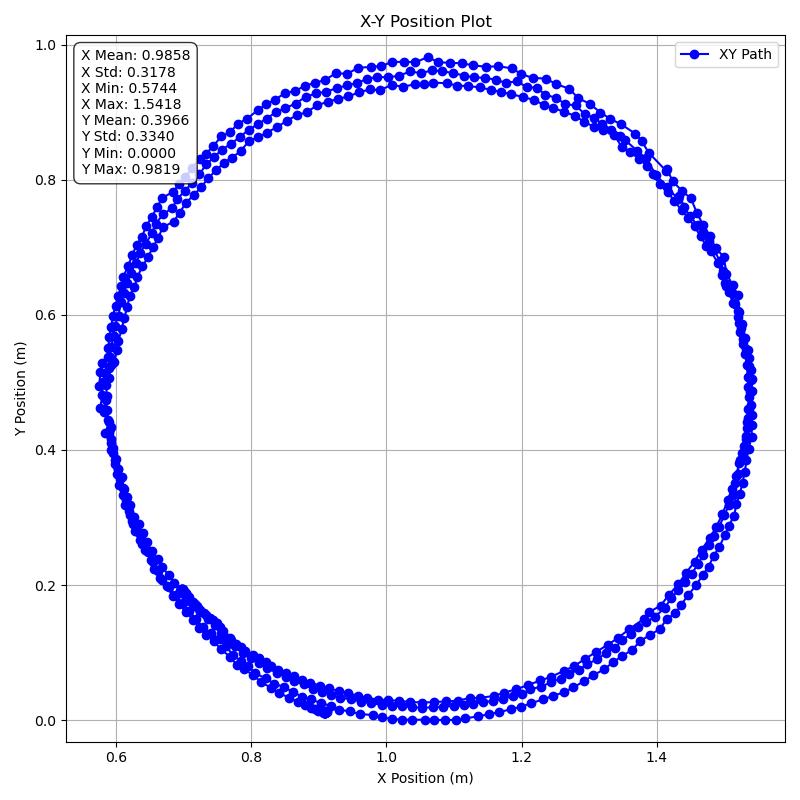 X-Y Position Plot
X Mean: 0.9858
X Std: 0.3178
X Min: 0.5744
X Max: 1.5418
Y Mean: 0.3966
Y Std: 0.3340
Y Min: 0.0000
Y Max: 0.9819
XY Path
1.0
0.8
0.6
0.4
0.2
0.0
Y Position (m)
0.6 0.8 1.0 1.2 1.4
X Position (m)